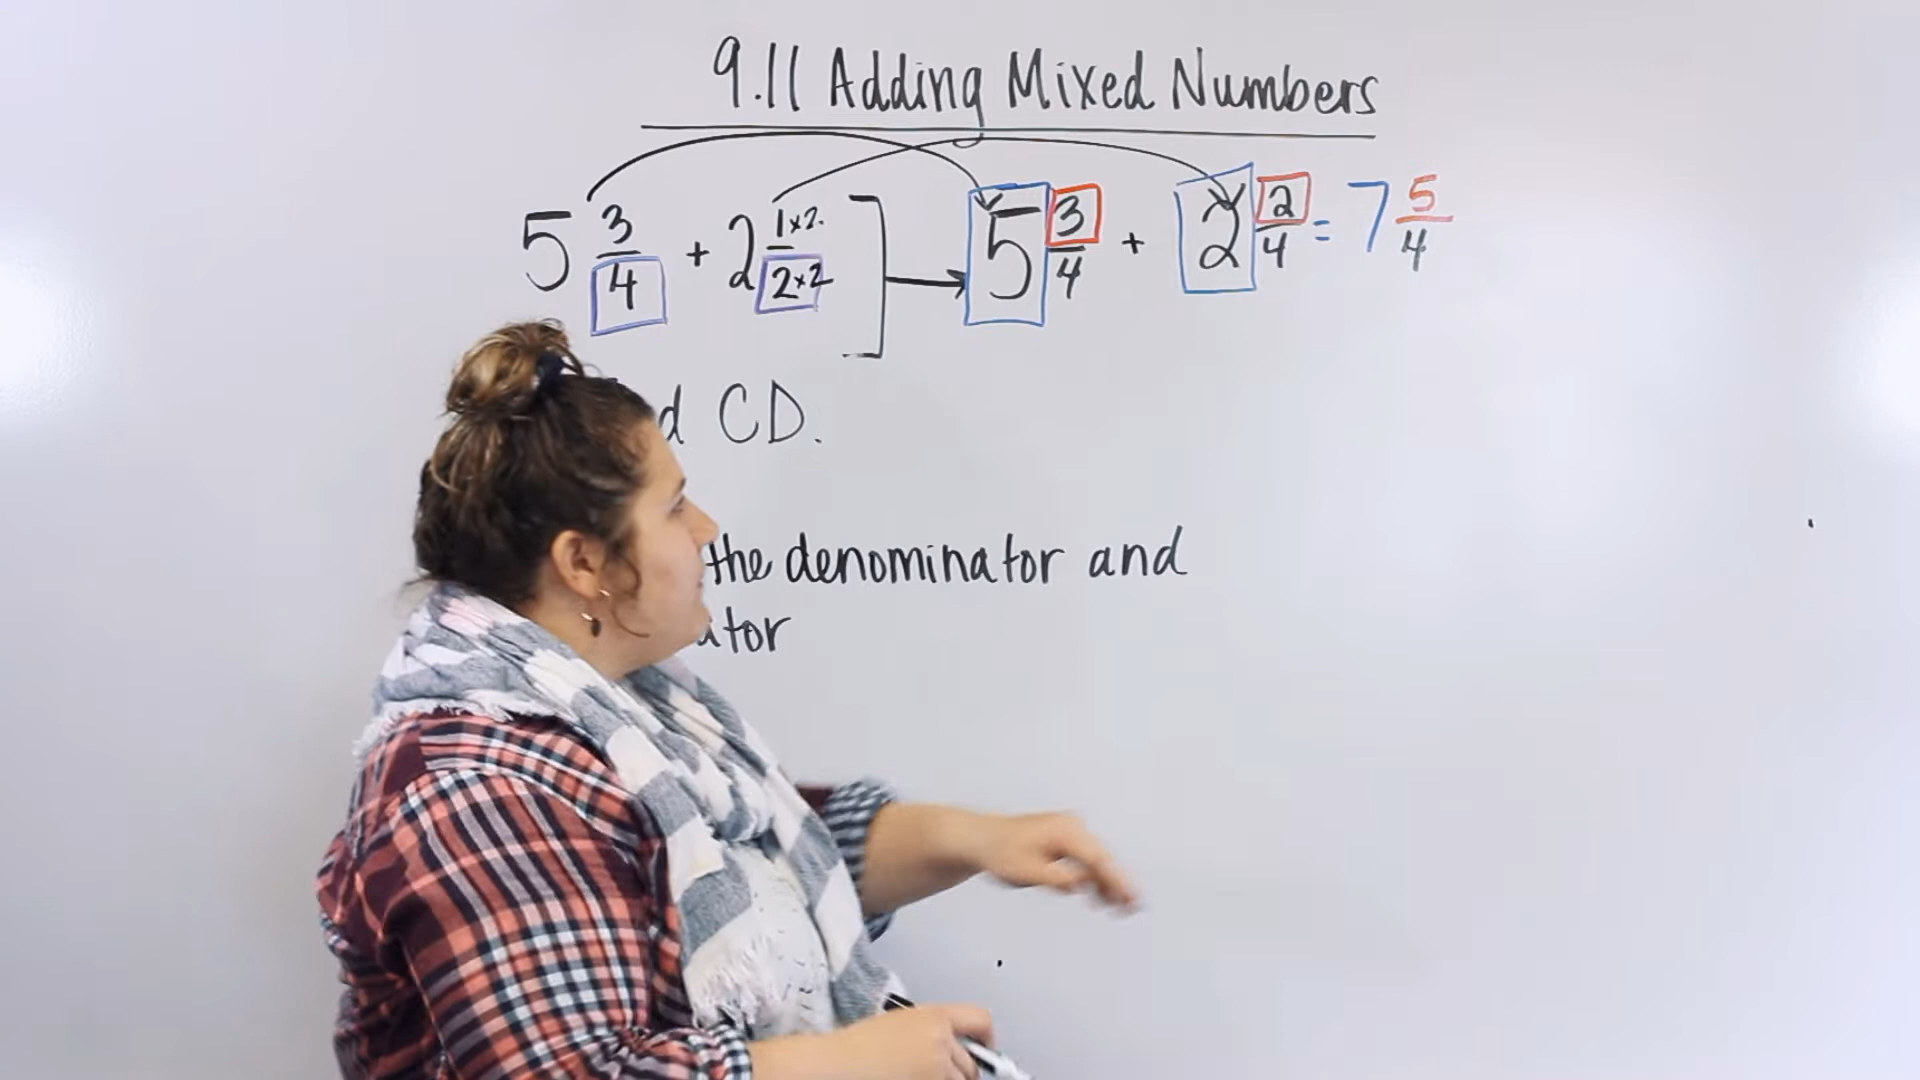 9.11 Adding Mixed Numbers
5 3/4 + 2 1×2/2×2 ] → 5 3/4 + 2 2/4 = 7 5/4
CD.
the denominator and